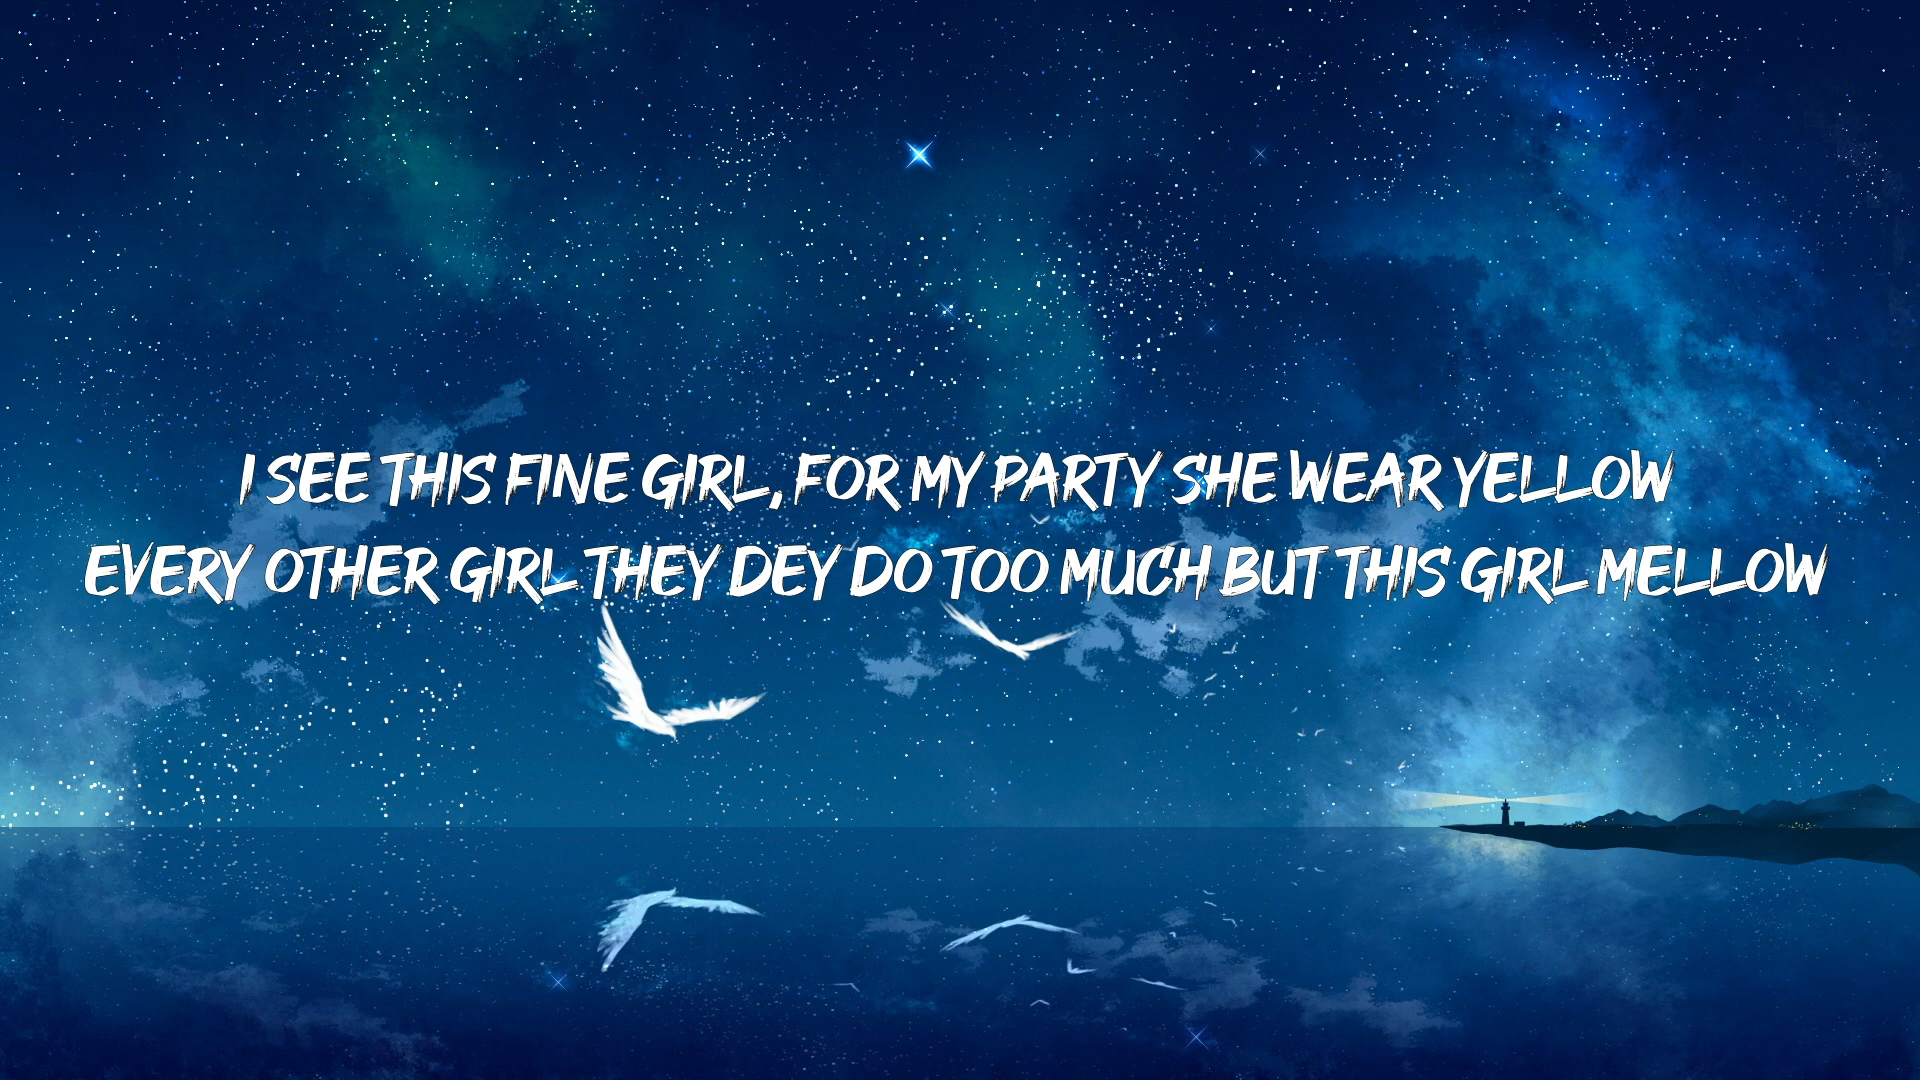 I SEE THIS FINE GIRL, FOR MY PARTY SHE WEAR YELLOW
EVERY OTHER GIRL THEY DEY DO TOO MUCH BUT THIS GIRL MELLOW